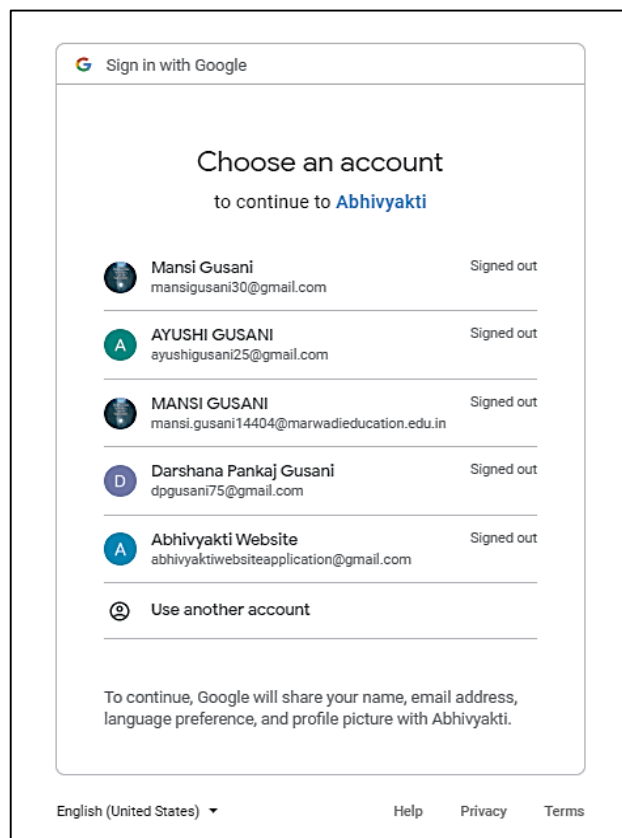 Sign in with Google
Choose an account
to continue to Abhivyakti
Mansi Gusani
Signed out
mansigusani30@gmail.com
A
AYUSHI GUSANI
Signed out
ayushigusani25@gmail.com
MANSI GUSANI
Signed out
mansi.gusani14404@marwadieducation.edu.in
D
Darshana Pankaj Gusani
Signed out
dpgusani75@gmail.com
A
Abhivyakti Website
Signed out
abhivyaktiwebsiteapplication@gmail.com
Use another account
To continue, Google will share your name, email address,
language preference, and profile picture with Abhivyakti.
English (United States)
Help
Privacy
Terms